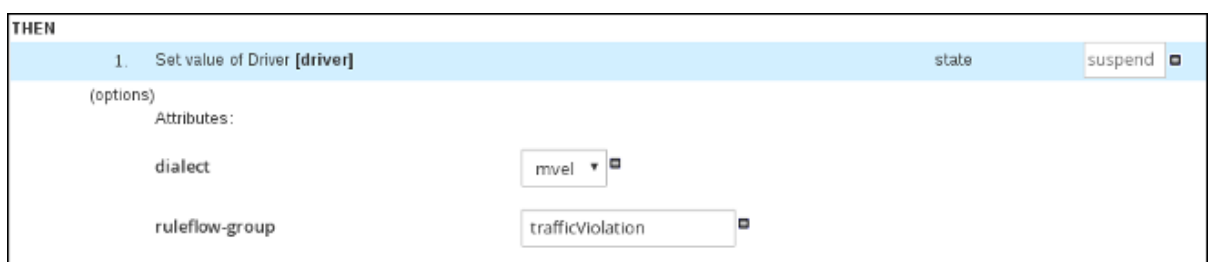 THEN
1. Set value of Driver [driver] state suspend
(options)
Attributes:
dialect mvel
ruleflow-group trafficViolation